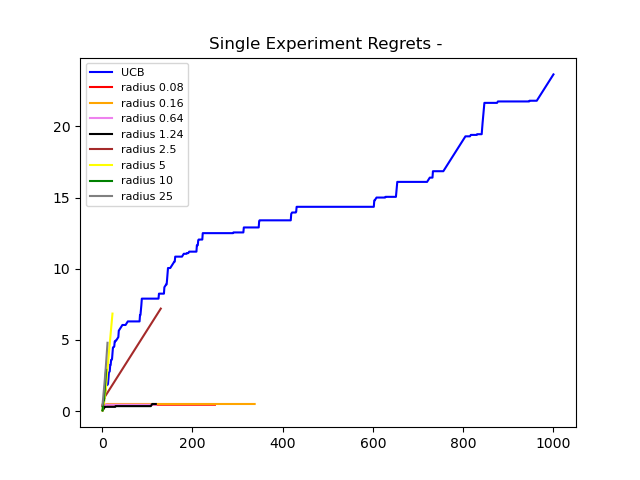 Single Experiment Regrets -
UCB
radius 0.08
radius 0.16
radius 0.64
radius 1.24
radius 2.5
radius 5
radius 10
radius 25
20
15
10
5
0
0 200 400 600 800 1000